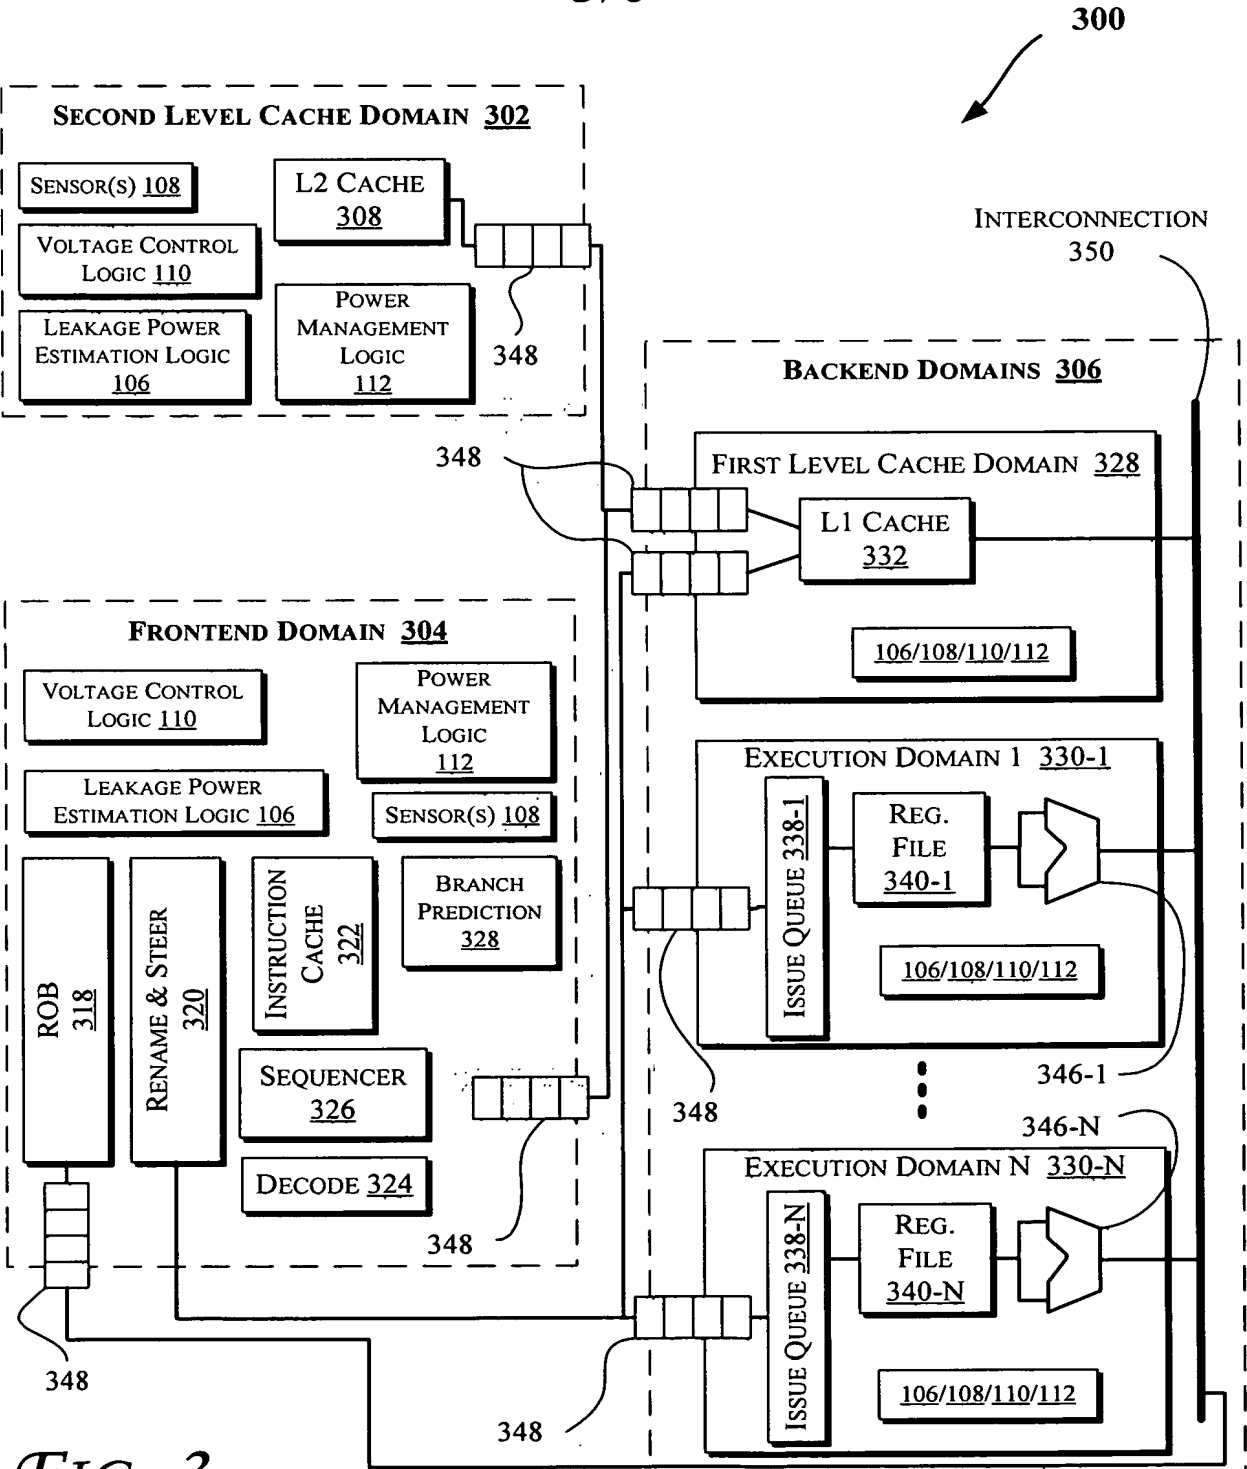 300
SECOND LEVEL CACHE DOMAIN 302
SENSOR(S) 108
L2 CACHE
308
VOLTAGE CONTROL
LOGIC 110
LEAKAGE POWER
ESTIMATION LOGIC
106
POWER
MANAGEMENT
LOGIC
112
348
INTERCONNECTION
350
BACKEND DOMAINS 306
348
FIRST LEVEL CACHE DOMAIN 328
L1 CACHE
332
106/108/110/112
FRONTEND DOMAIN 304
VOLTAGE CONTROL
LOGIC 110
POWER
MANAGEMENT
LOGIC
112
LEAKAGE POWER
ESTIMATION LOGIC 106
SENSOR(S) 108
ROB
318
RENAME & STEER
320
INSTRUCTION
CACHE
322
BRANCH
PREDICTION
328
SEQUENCER
326
DECODE 324
348
348
EXECUTION DOMAIN 1 330-1
ISSUE QUEUE 338-1
REG.
FILE
340-1
106/108/110/112
348
346-1
346-N
EXECUTION DOMAIN N 330-N
ISSUE QUEUE 338-N
REG.
FILE
340-N
106/108/110/112
348